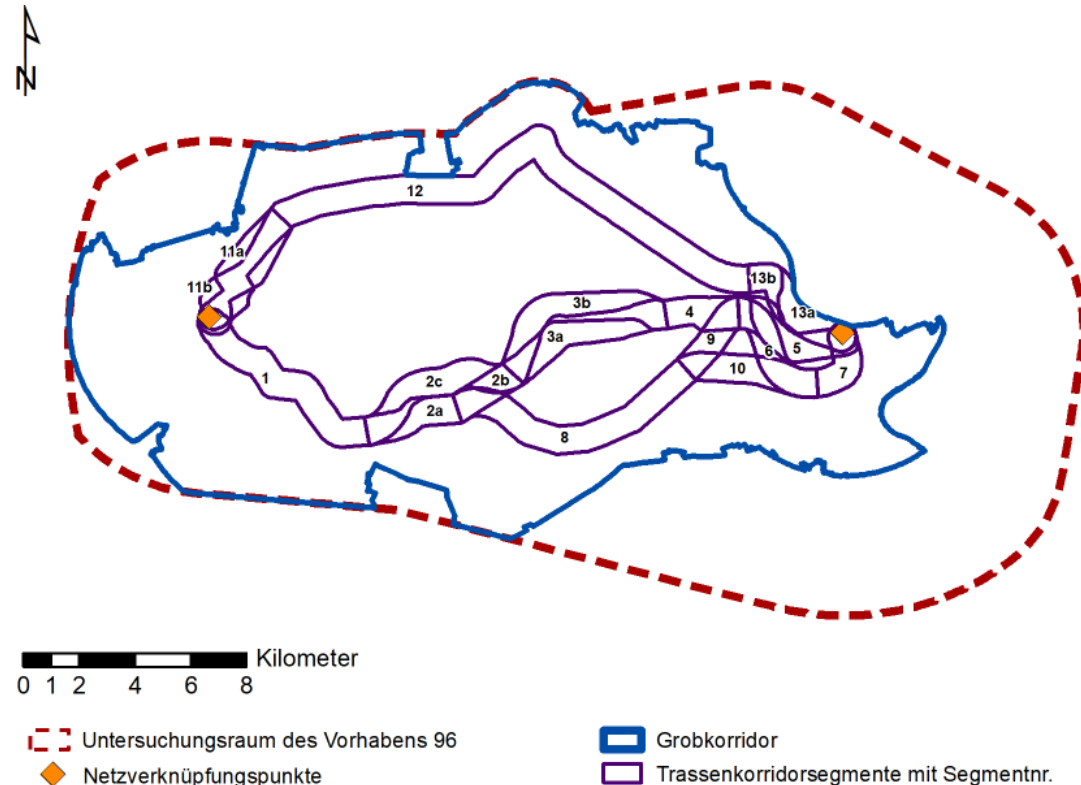 N
12
11a
11b
13b
3b
13a
4
3a
9
5
6
7
10
2c
2b
1
2a
8
Kilometer
0 1 2 4 6 8
Untersuchungsraum des Vorhabens 96
Grobkorridor
Netzverknüpfungspunkte
Trassenkorridorsegmente mit Segmentnr.